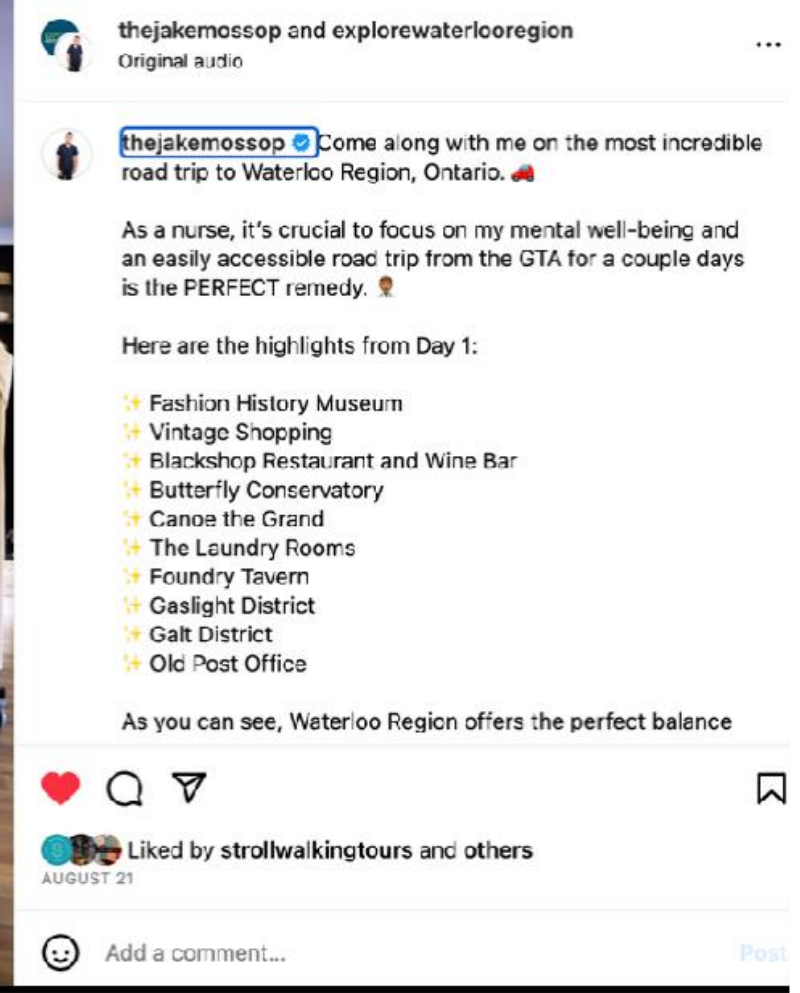 thejakemossop and explorewaterlooregion
Original audio
thejakemossop Come along with me on the most incredible
road trip to Waterloo Region, Ontario. 🚗
As a nurse, it's crucial to focus on my mental well-being and
an easily accessible road trip from the GTA for a couple days
is the PERFECT remedy.
Here are the highlights from Day 1:
✨ Fashion History Museum
✨ Vintage Shopping
✨ Blackshop Restaurant and Wine Bar
✨ Butterfly Conservatory
✨ Canoe the Grand
✨ The Laundry Rooms
✨ Foundry Tavern
✨ Gaslight District
✨ Galt District
✨ Old Post Office
As you can see, Waterloo Region offers the perfect balance
Liked by strollwalkingtours and others
AUGUST 21
Add a comment...
Post